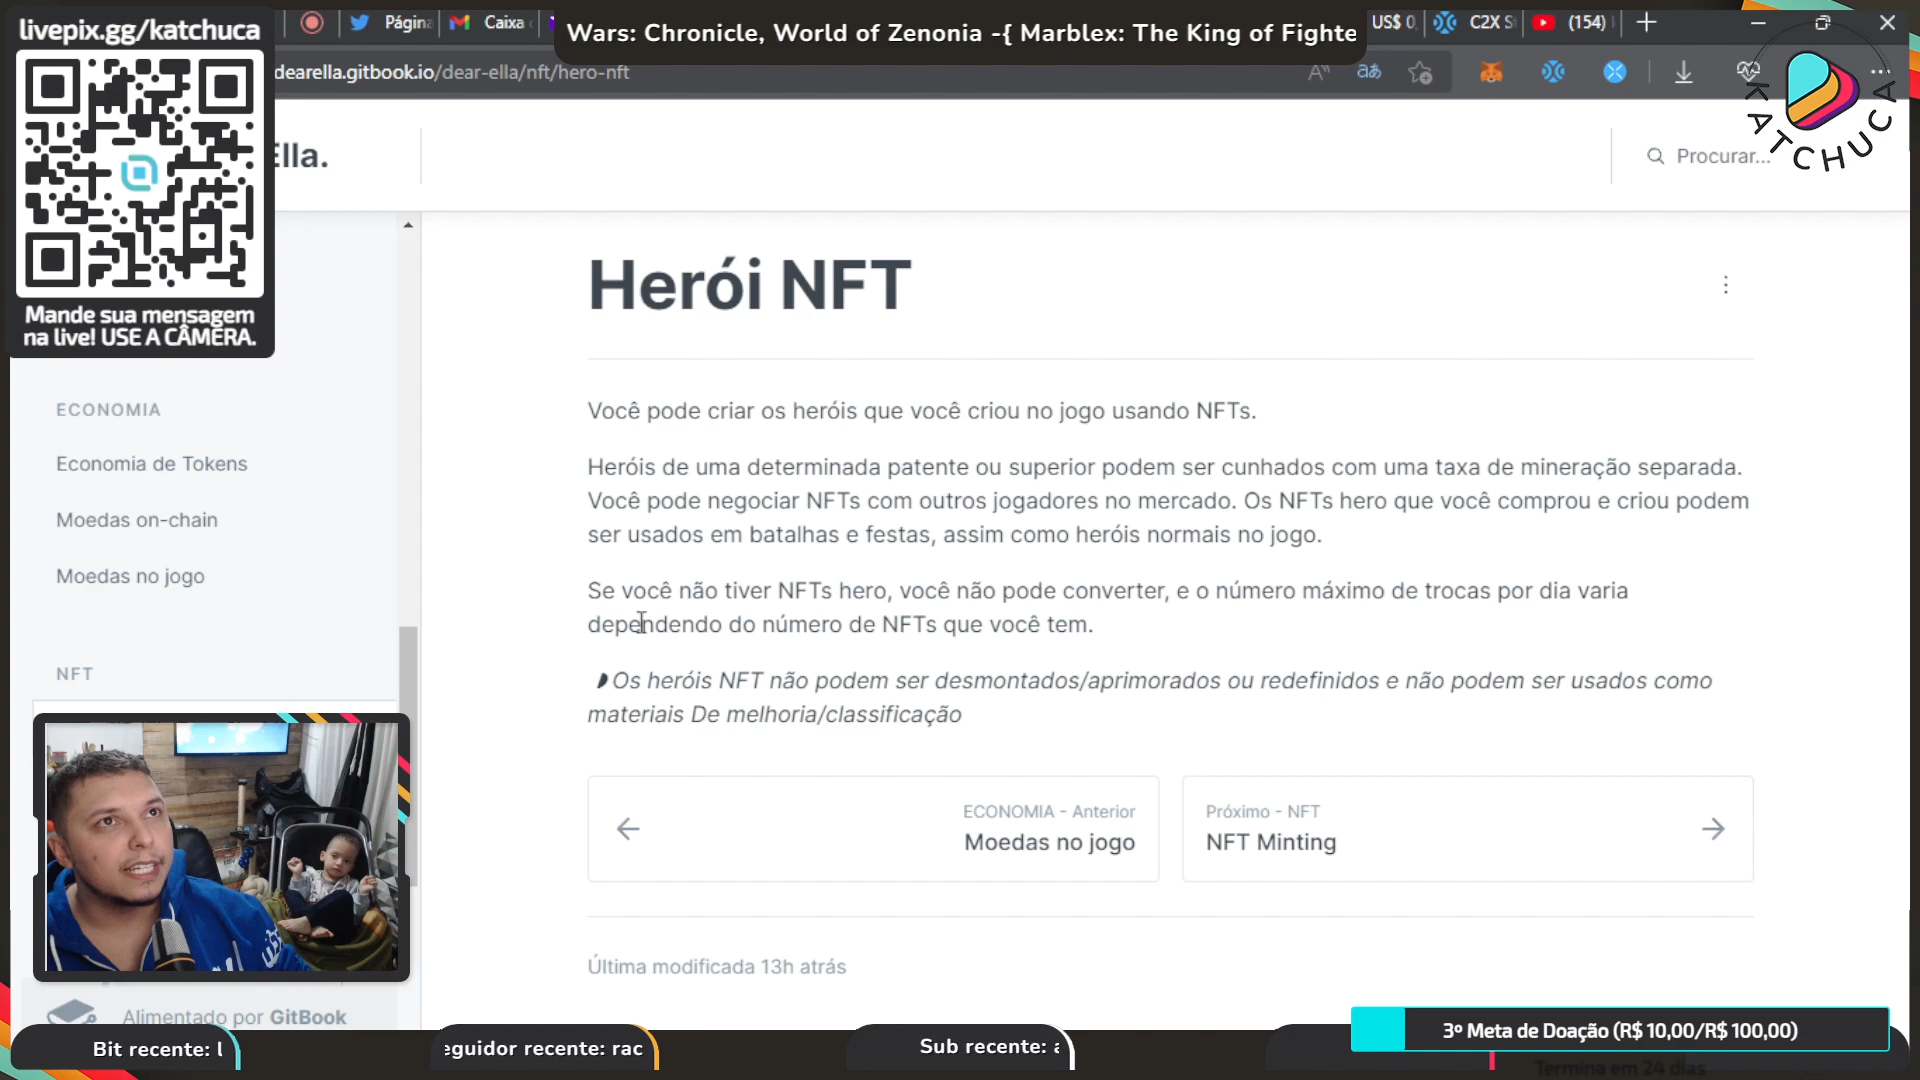 livepix.gg/katchuca
Mande sua mensagem
na live! USE A CÂMERA.
Página
Caixa
Wars: Chronicle, World of Zenonia -{ Marblex: The King of Fighte
US$ 0,
C2X S
(154)
dearella.gitbook.io/dear-ella/nft/hero-nft
KATCHUCA
Ella.
Procurar...
ECONOMIA
Economia de Tokens
Moedas on-chain
Moedas no jogo
NFT
Alimentado por GitBook
Herói NFT
Você pode criar os heróis que você criou no jogo usando NFTs.
Heróis de uma determinada patente ou superior podem ser cunhados com uma taxa de mineração separada.
Você pode negociar NFTs com outros jogadores no mercado. Os NFTs hero que você comprou e criou podem
ser usados em batalhas e festas, assim como heróis normais no jogo.
Se você não tiver NFTs hero, você não pode converter, e o número máximo de trocas por dia varia
dependendo do número de NFTs que você tem.
Os heróis NFT não podem ser desmontados/aprimorados ou redefinidos e não podem ser usados como
materiais De melhoria/classificação
ECONOMIA - Anterior
Moedas no jogo
Próximo - NFT
NFT Minting
Última modificada 13h atrás
3º Meta de Doação (R$ 10,00/R$ 100,00)
Termina em 24 dias
Bit recente: l
eguidor recente: rac
Sub recente: a